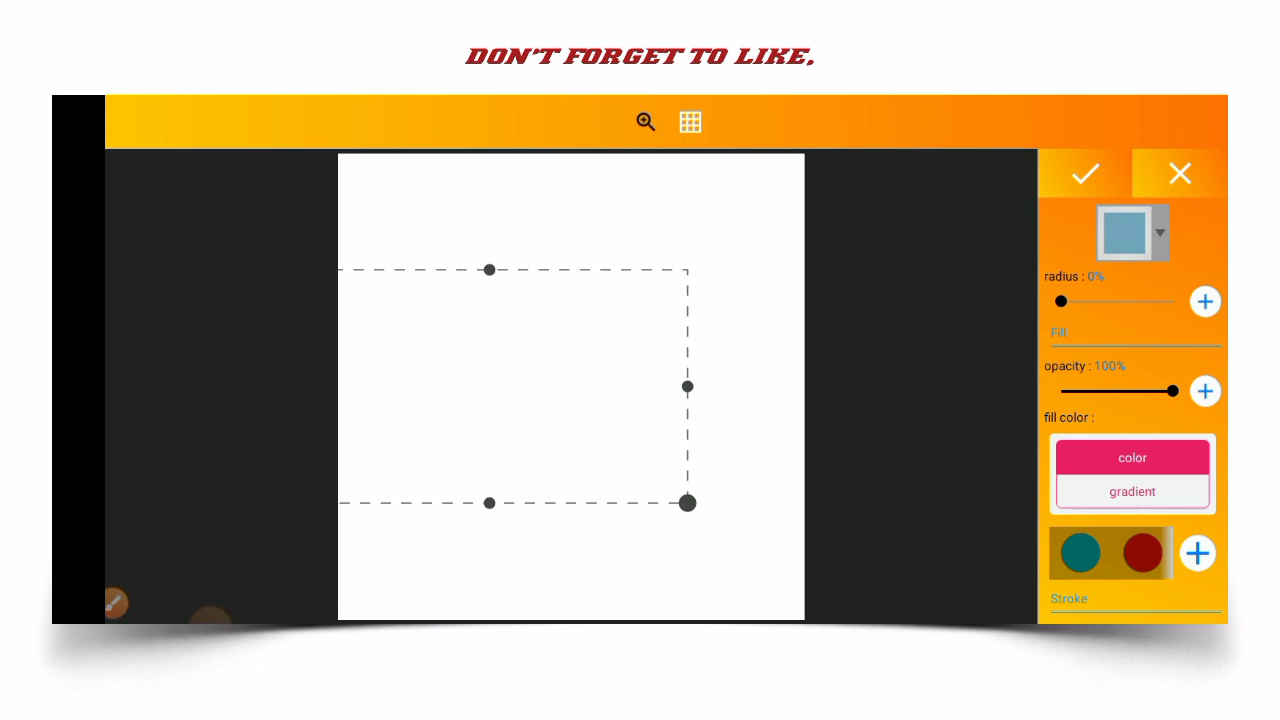 DON'T FORGET TO LIKE,
radius : 0%
Fill
opacity : 100%
fill color :
color
gradient
Stroke